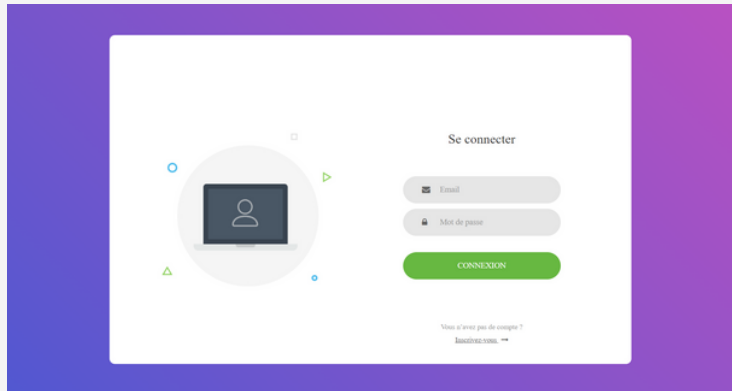 Se connecter
Email
Mot de passe
CONNEXION
Vous n'avez pas de compte ?
Inscrivez-vous